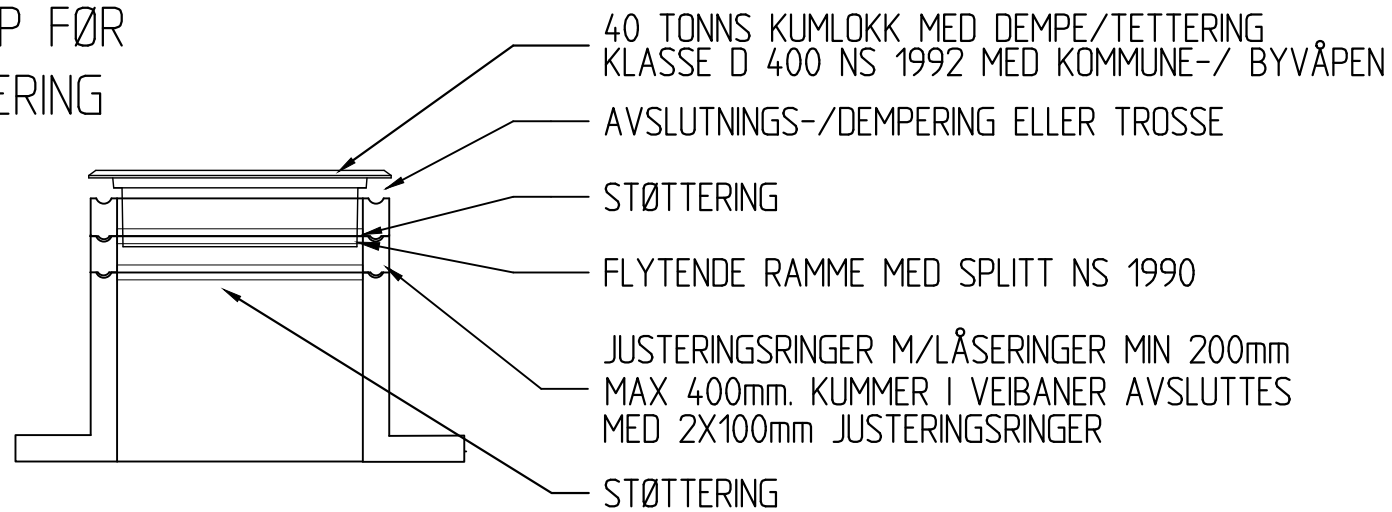 P FØR
ERING
40 TONNS KUMLOKK MED DEMPE/TETTERING
KLASSE D 400 NS 1992 MED KOMMUNE-/ BYVÅPEN
AVSLUTNINGS-/DEMPERING ELLER TROSSE
STØTTERING
FLYTENDE RAMME MED SPLITT NS 1990
JUSTERINGSRINGER M/LÅSERINGER MIN 200mm
MAX 400mm. KUMMER I VEIBANER AVSLUTTES
MED 2X100mm JUSTERINGSRINGER
STØTTERING